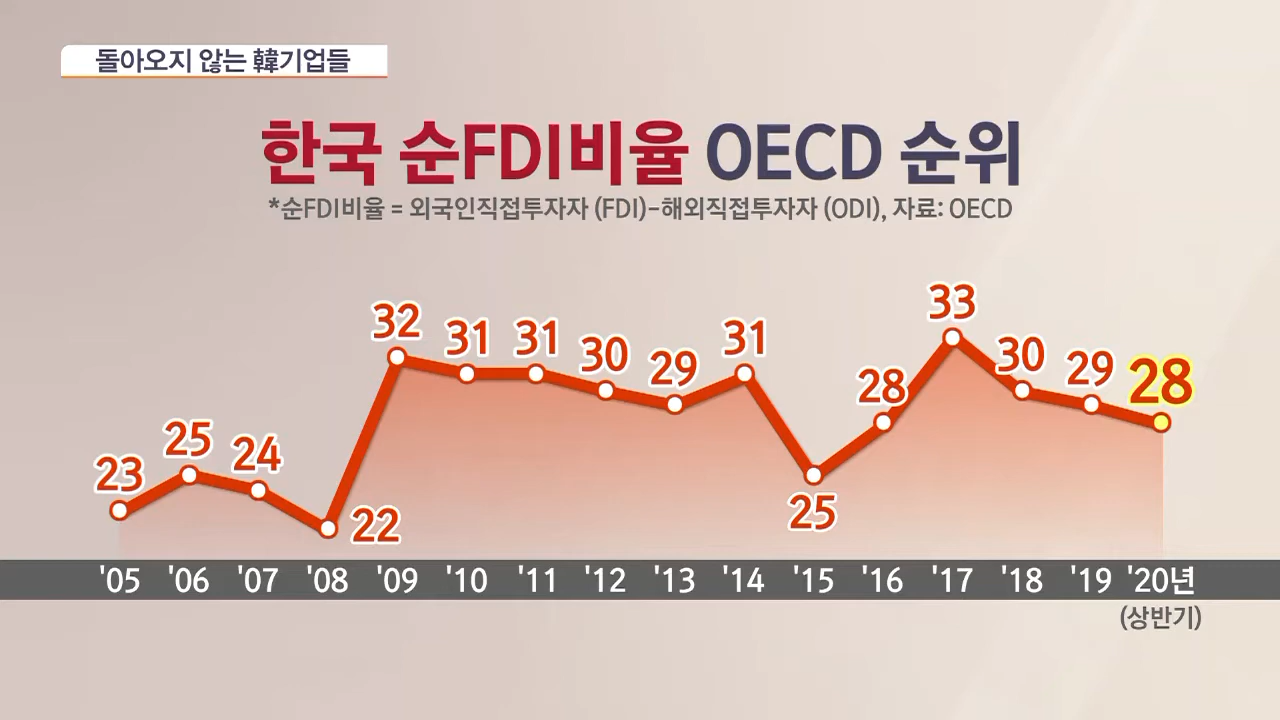 돌아오지 않는 韓기업들
한국 순FDI비율 OECD 순위
*순FDI비율 = 외국인직접투자자 (FDI)-해외직접투자자 (ODI), 자료: OECD
23 25 24 22 32 31 31 30 29 31 25 28 33 30 29 28
'05 '06 '07 '08 '09 '10 '11 '12 '13 '14 '15 '16 '17 '18 '19 '20년
(상반기)